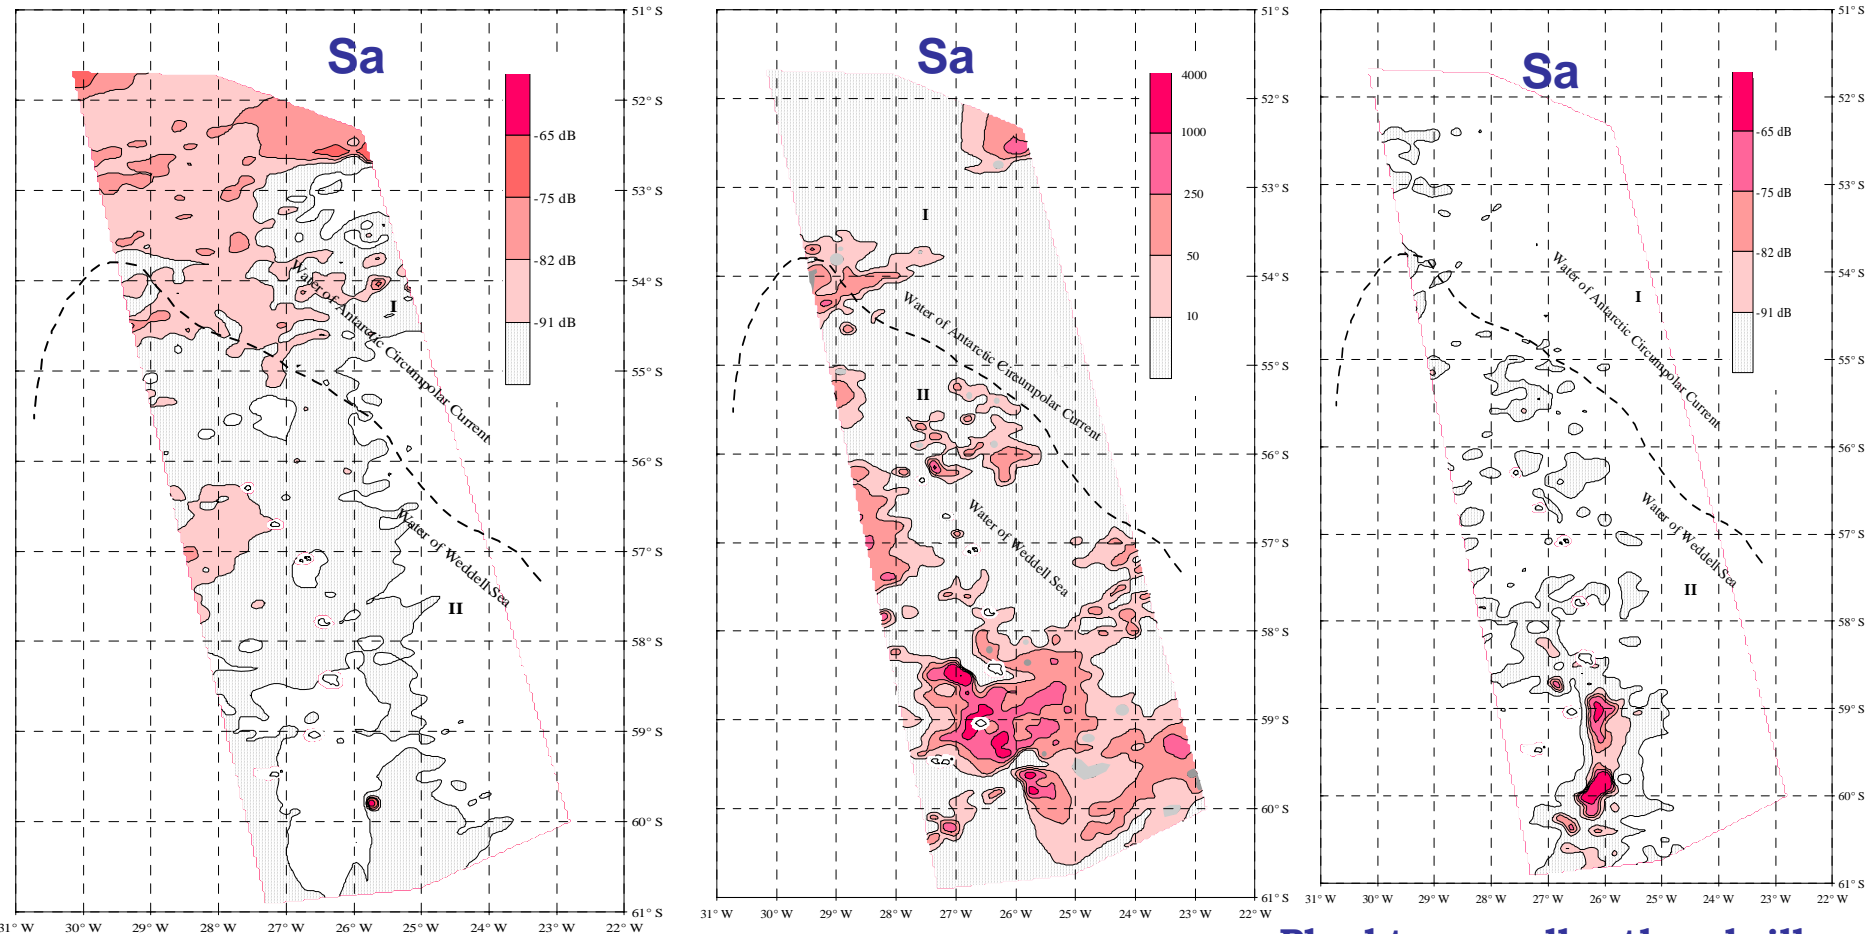 Sa
51° S
52° S
53° S
54° S
55° S
56° S
57° S
58° S
59° S
60° S
61° S
-65 dB
-75 dB
-82 dB
-91 dB
Water of Antarctic Circumpolar Current
I
Water of Weddell Sea
II
31° W 30° W 29° W 28° W 27° W 26° W 25° W 24° W 23° W 22° W
Sa
51° S
52° S
53° S
54° S
55° S
56° S
57° S
58° S
59° S
60° S
61° S
4000
1000
250
50
10
I
Water of Antarctic Circumpolar Current
II
Water of Weddell Sea
31° W 30° W 29° W 28° W 27° W 26° W 25° W 24° W 23° W 22° W
Sa
51° S
52° S
53° S
54° S
55° S
56° S
57° S
58° S
59° S
60° S
61° S
-65 dB
-75 dB
-82 dB
-91 dB
Water of Antarctic Circumpolar Current
I
Water of Weddell Sea
II
31° W 30° W 29° W 28° W 27° W 26° W 25° W 24° W 23° W 22° W